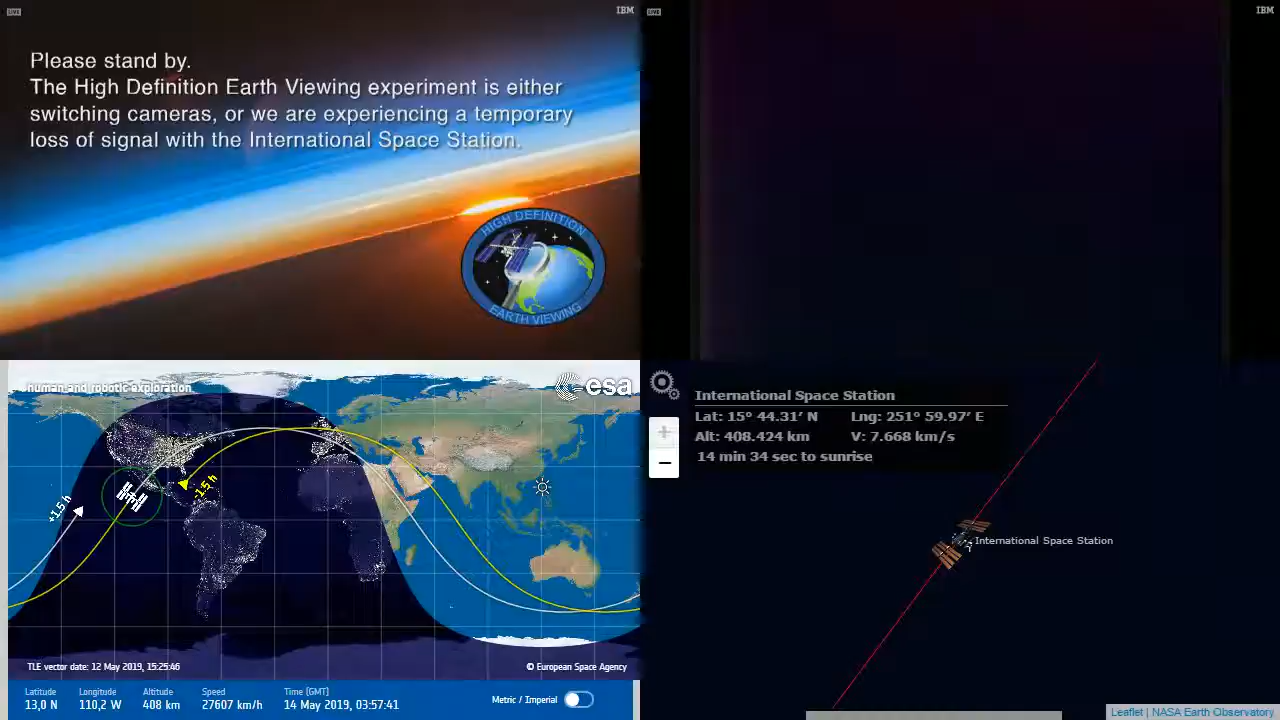 LIVE
IBM
Please stand by.
The High Definition Earth Viewing experiment is either
switching cameras, or we are experiencing a temporary
loss of signal with the International Space Station.
HIGH DEFINITION
EARTH VIEWING
LIVE
IBM
human and robotic exploration
esa
+1.5 h
-1.5 h
TLE vector date: 12 May 2019, 15:25:46
© European Space Agency
Latitude Longitude Altitude Speed Time (GMT)
13,0 N 110,2 W 408 km 27607 km/h 14 May 2019, 03:57:41
Metric / Imperial
International Space Station
Lat: 15° 44.31’ N Lng: 251° 59.97’ E
Alt: 408.424 km V: 7.668 km/s
14 min 34 sec to sunrise
+
−
International Space Station
Leaflet | NASA Earth Observatory